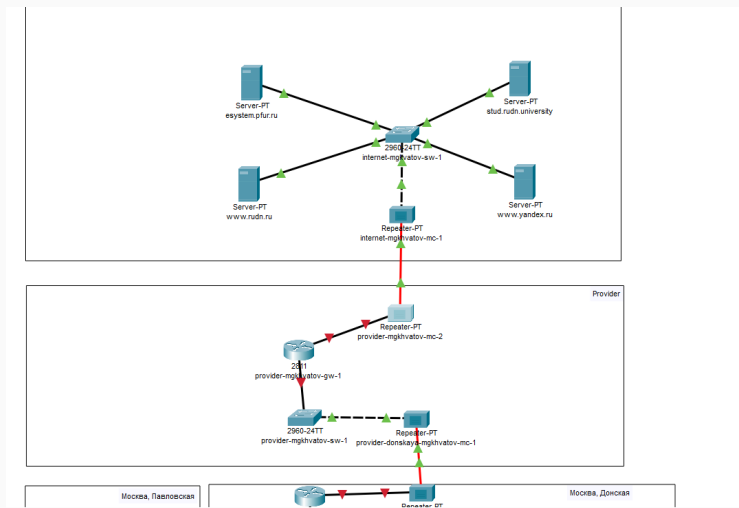 Server-PT
esystem.pfur.ru
Server-PT
stud.rudn.university
2960-24TT
internet-mgkhvatov-sw-1
Server-PT
www.rudn.ru
Server-PT
www.yandex.ru
Repeater-PT
internet-mgkhvatov-mc-1
Provider
Repeater-PT
provider-mgkhvatov-mc-2
2811
provider-mgkhvatov-gw-1
2960-24TT
provider-mgkhvatov-sw-1
Repeater-PT
provider-donskaya-mgkhvatov-mc-1
Москва, Павловская
Москва, Донская
Repeater-PT